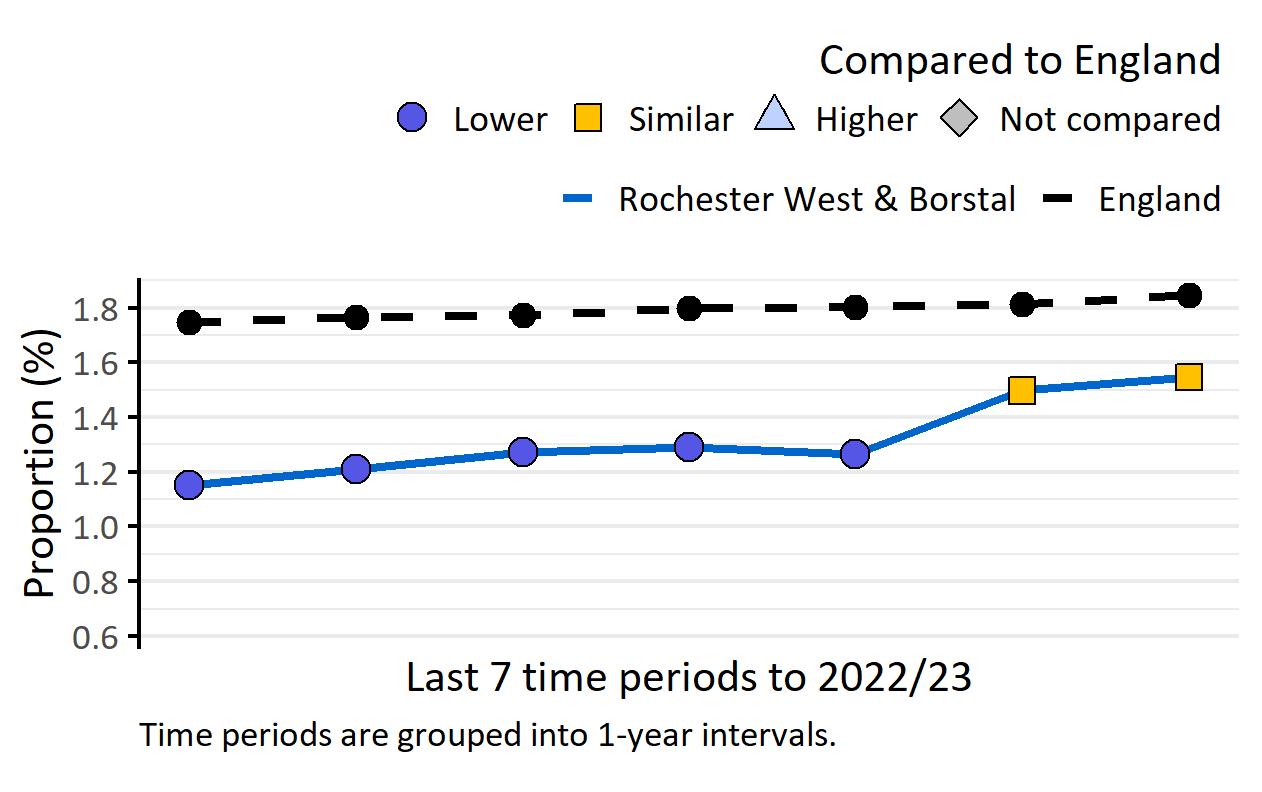 Compared to England
Lower Similar Higher Not compared
Rochester West & Borstal England
Proportion (%)
1.8
1.6
1.4
1.2
1.0
0.8
0.6
Last 7 time periods to 2022/23
Time periods are grouped into 1-year intervals.